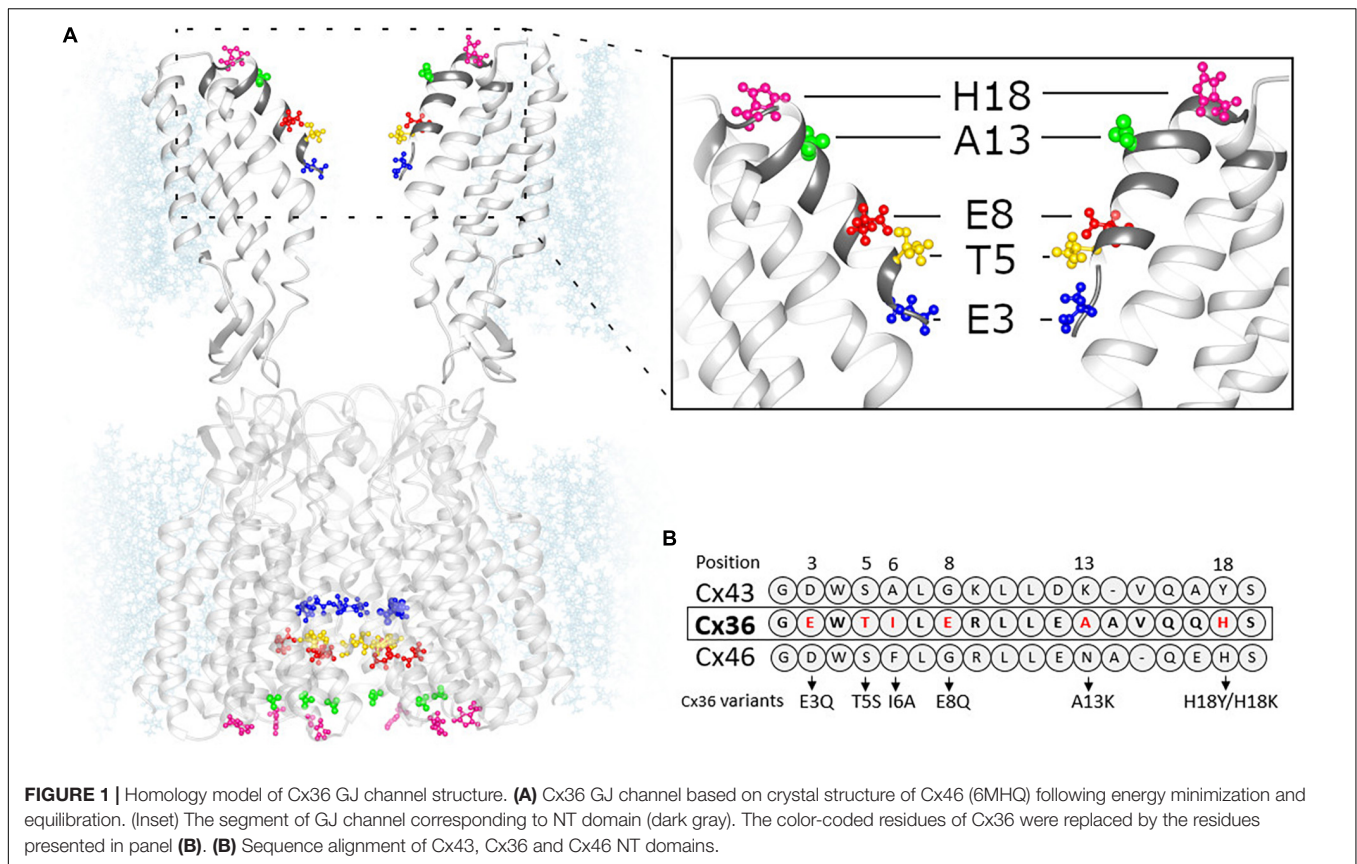 A
H18
A13
E8
T5
E3
B
Position 3 5 6 8 13 18
Cx43 G D W S A L G K L L D K - V Q A Y S
Cx36 G E W T I L E R L L E A A V Q Q H S
Cx46 G D W S F L G R L L E N A - Q E H S
Cx36 variants E3Q T5S I6A E8Q A13K H18Y/H18K
FIGURE 1 | Homology model of Cx36 GJ channel structure. (A) Cx36 GJ channel based on crystal structure of Cx46 (6MHQ) following energy minimization and
equilibration. (Inset) The segment of GJ channel corresponding to NT domain (dark gray). The color-coded residues of Cx36 were replaced by the residues
presented in panel (B). (B) Sequence alignment of Cx43, Cx36 and Cx46 NT domains.